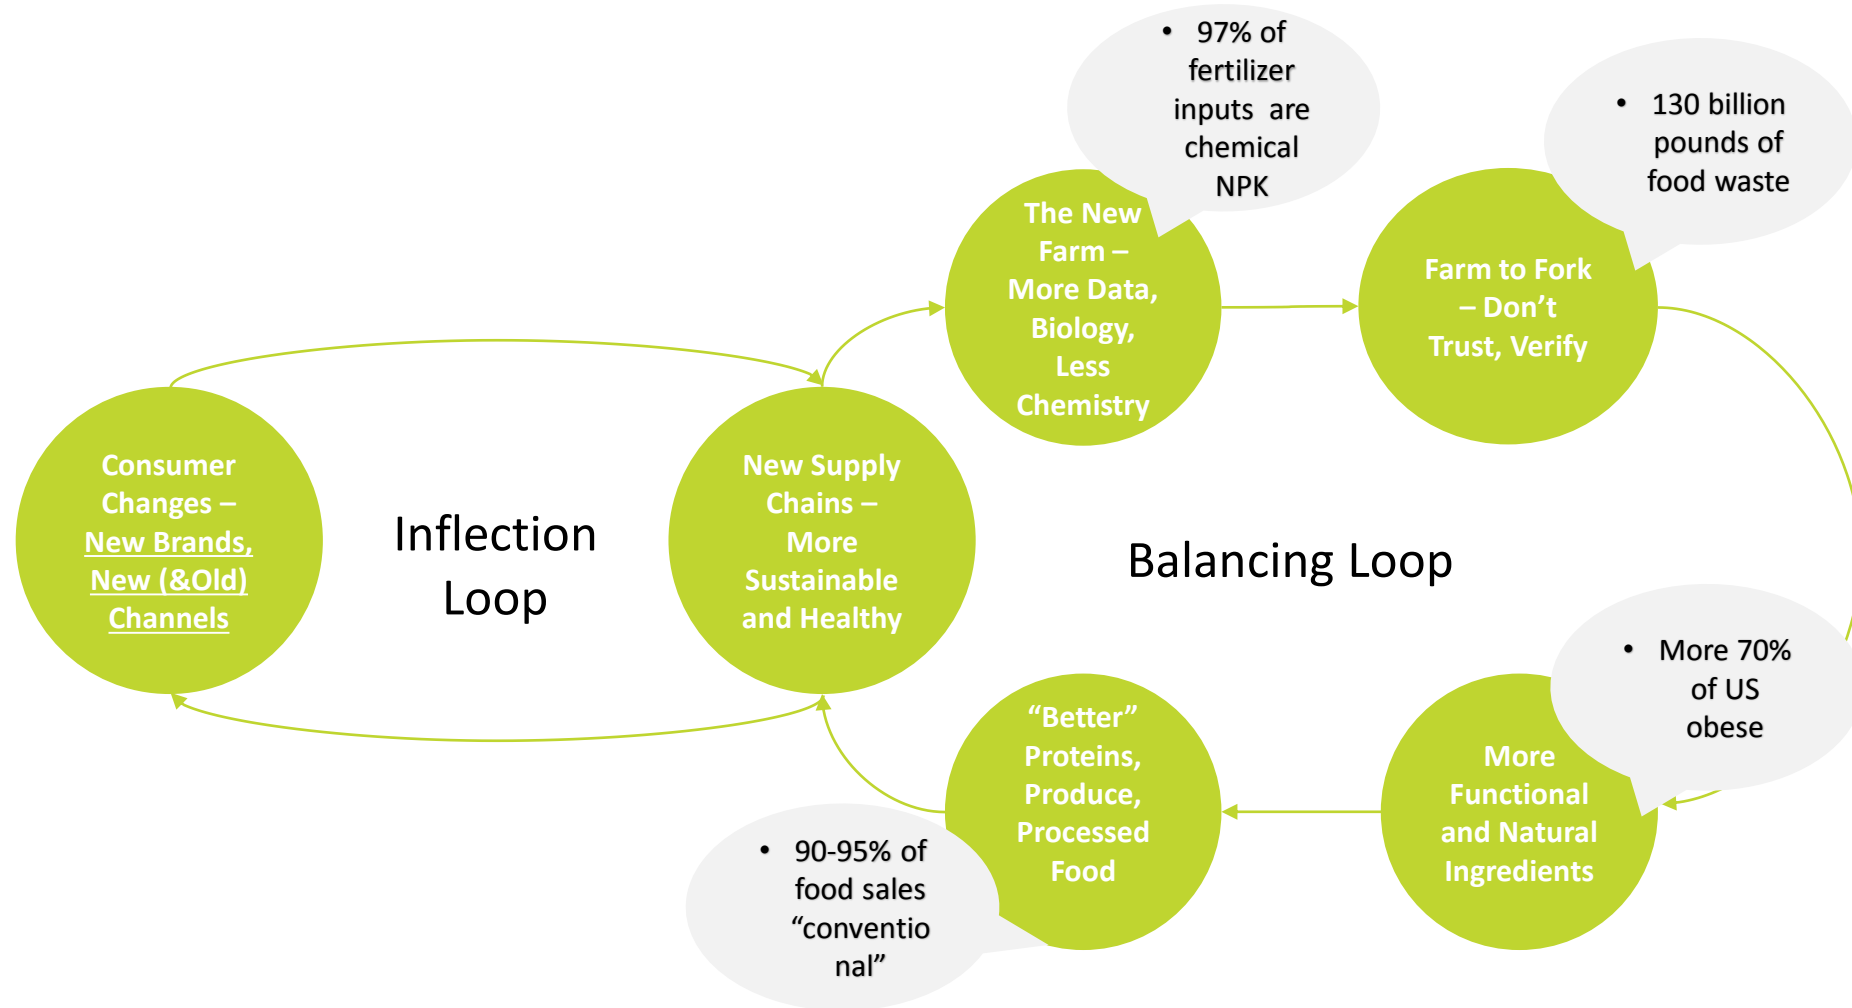 • 97% of
fertilizer
inputs are
chemical
NPK
• 130 billion
pounds of
food waste
The New
Farm –
More Data,
Biology,
Less
Chemistry
Farm to Fork
– Don’t
Trust, Verify
Consumer
Changes –
New Brands,
New (&Old)
Channels
Inflection
Loop
New Supply
Chains –
More
Sustainable
and Healthy
Balancing Loop
• More 70%
of US
obese
“Better”
Proteins,
Produce,
Processed
Food
More
Functional
and Natural
Ingredients
• 90-95% of
food sales
“conventio
nal”